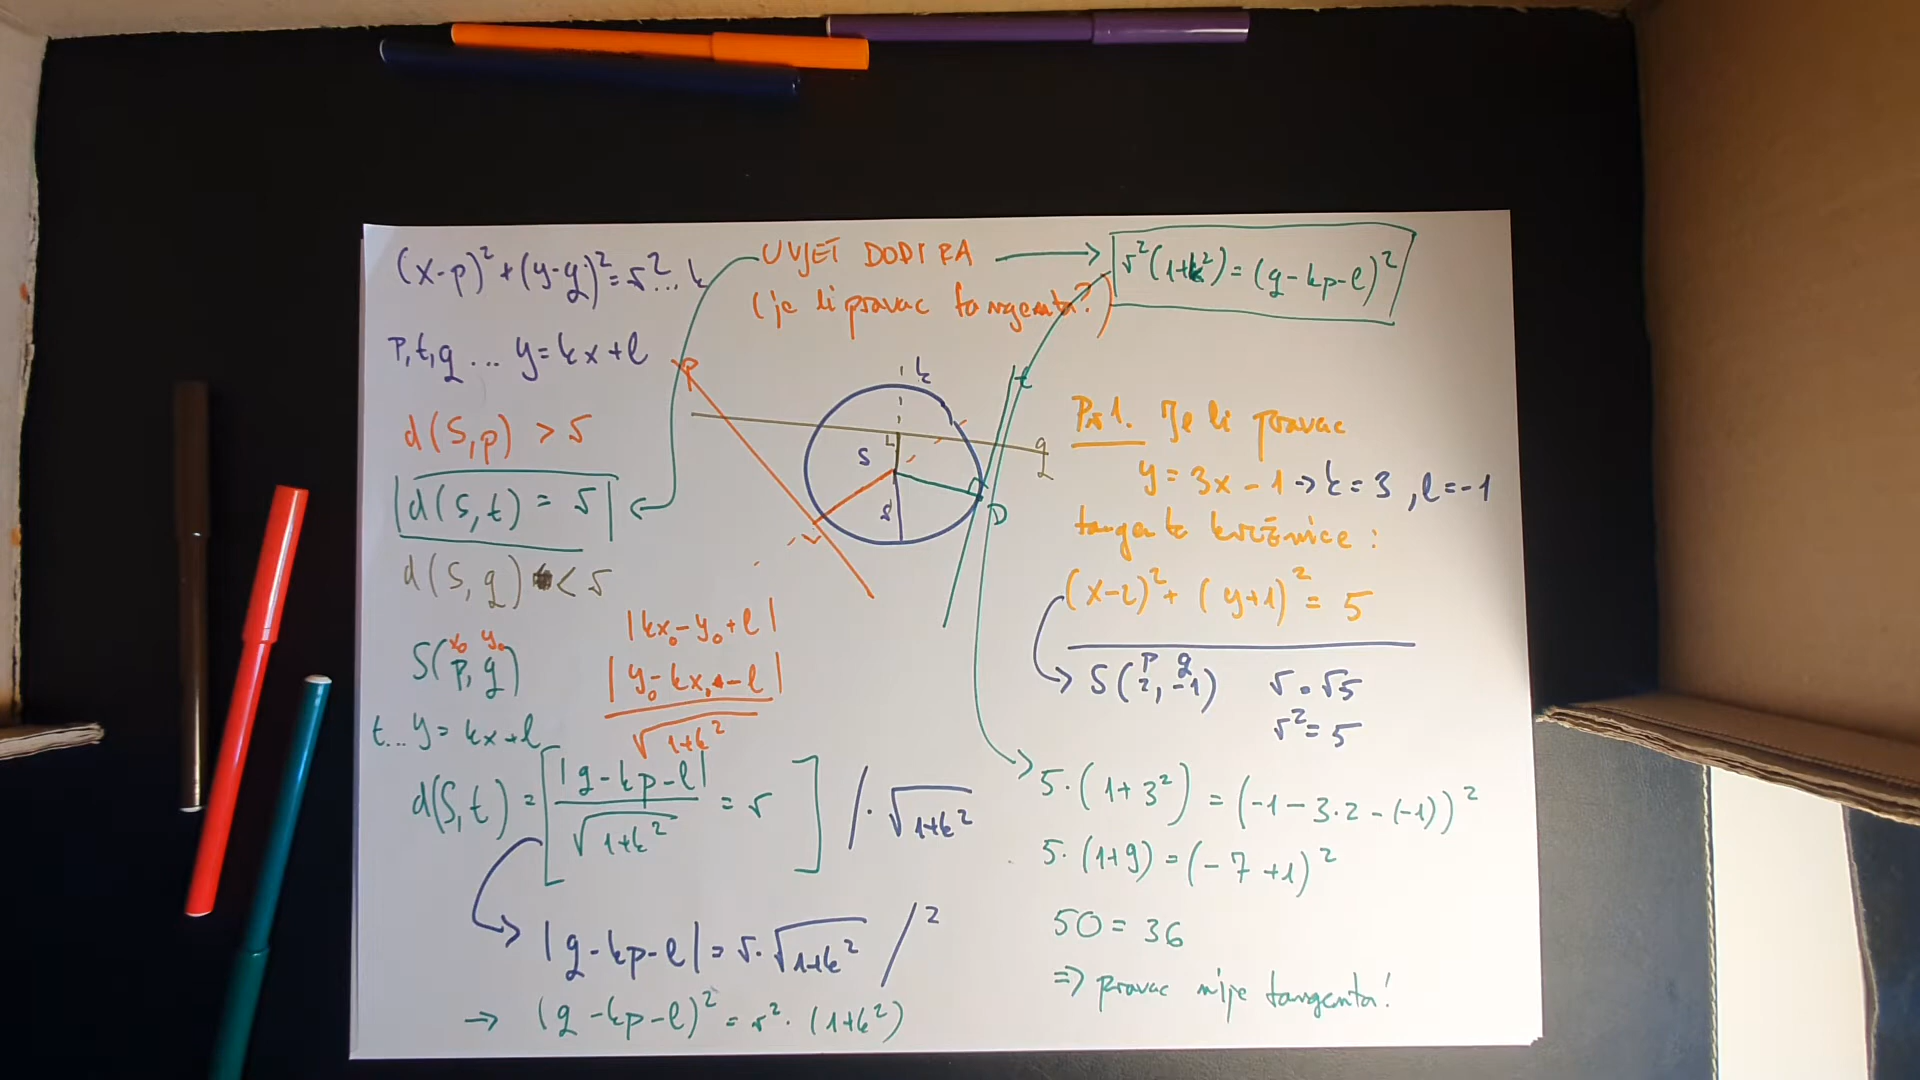 (x-p)² + (y-q)² = r² ... k
UVJET DODIRA
(je li pravac tangenta?)
r²(1+k²) = (q-kp-l)²
p, t, q ... y = kx + l
d(S,p) > r
d(S,t) = r
d(S,q) < r
S(p,q)
x₀ y₀
t... y = kx + l
|kx₀ - y₀ + l|
|y₀ - kx₀ - l|
√1+k²
d(S,t) = [ |q-kp-l| / √1+k² = r ] / · √1+k²
|q-kp-l| = r · √1+k² /²
→ (q-kp-l)² = r² · (1+k²)
p
k
t
q
S
r
D
Pr 1. Je li pravac
y = 3x - 1 → k = 3, l = -1
tangenta kružnice:
(x-2)² + (y+1)² = 5
p q
S(2, -1) r = √5
r² = 5
5·(1+3²) = (-1-3·2-(-1))²
5·(1+9) = (-7+1)²
50 = 36
⇒ pravac nije tangenta!